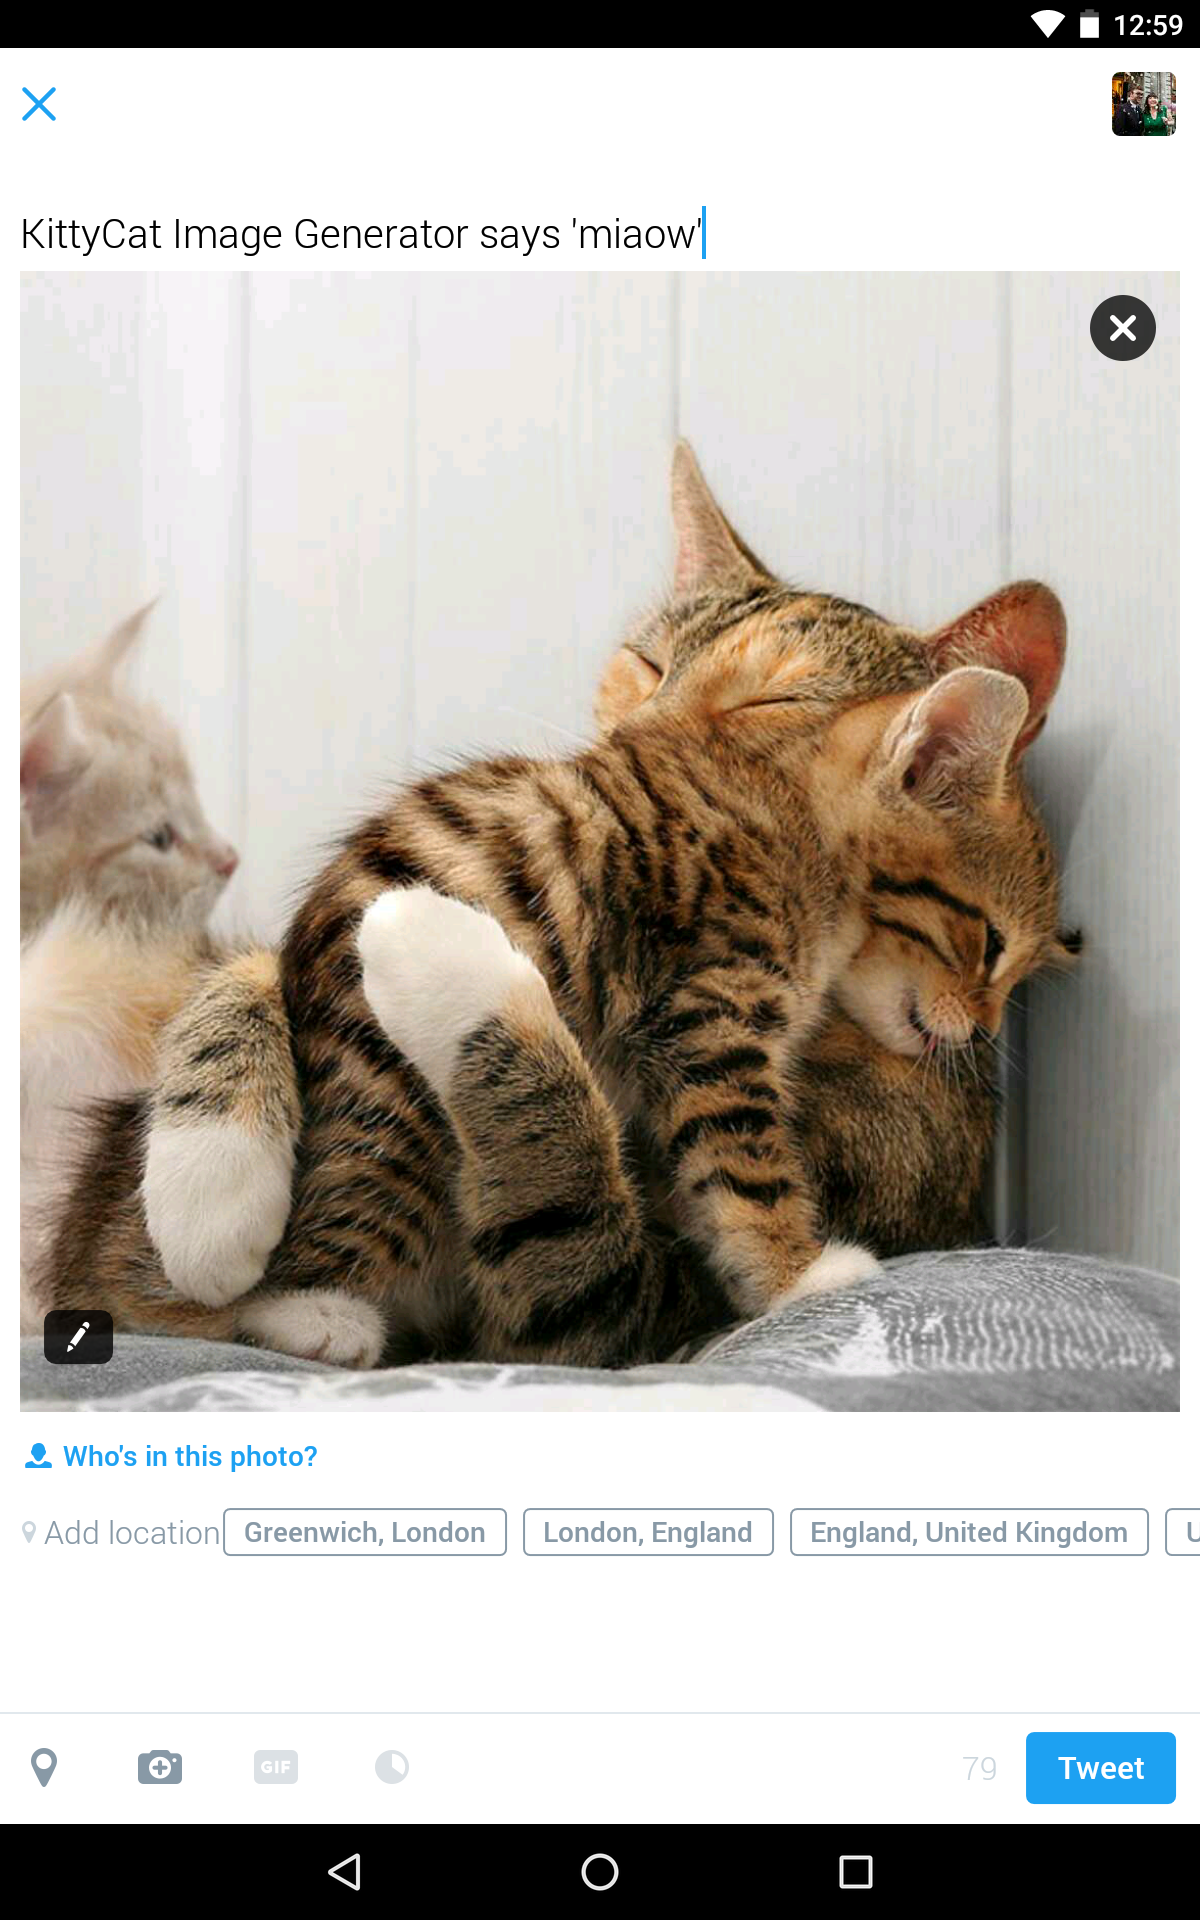 12:59
KittyCat Image Generator says 'miaow'
Who's in this photo?
Add location Greenwich, London London, England England, United Kingdom U
GIF 79 Tweet